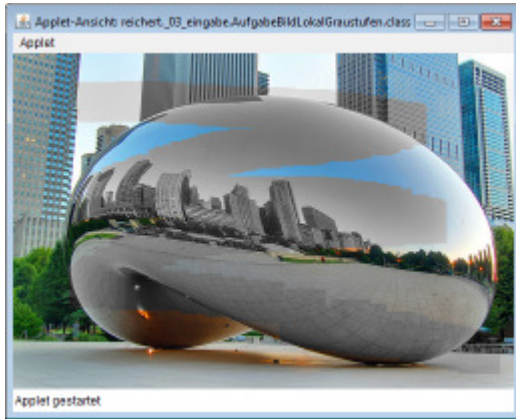 Applet-Ansicht: reichert._03_eingabe.AufgabeBildLokalGraustufen.class
Applet
Applet gestartet